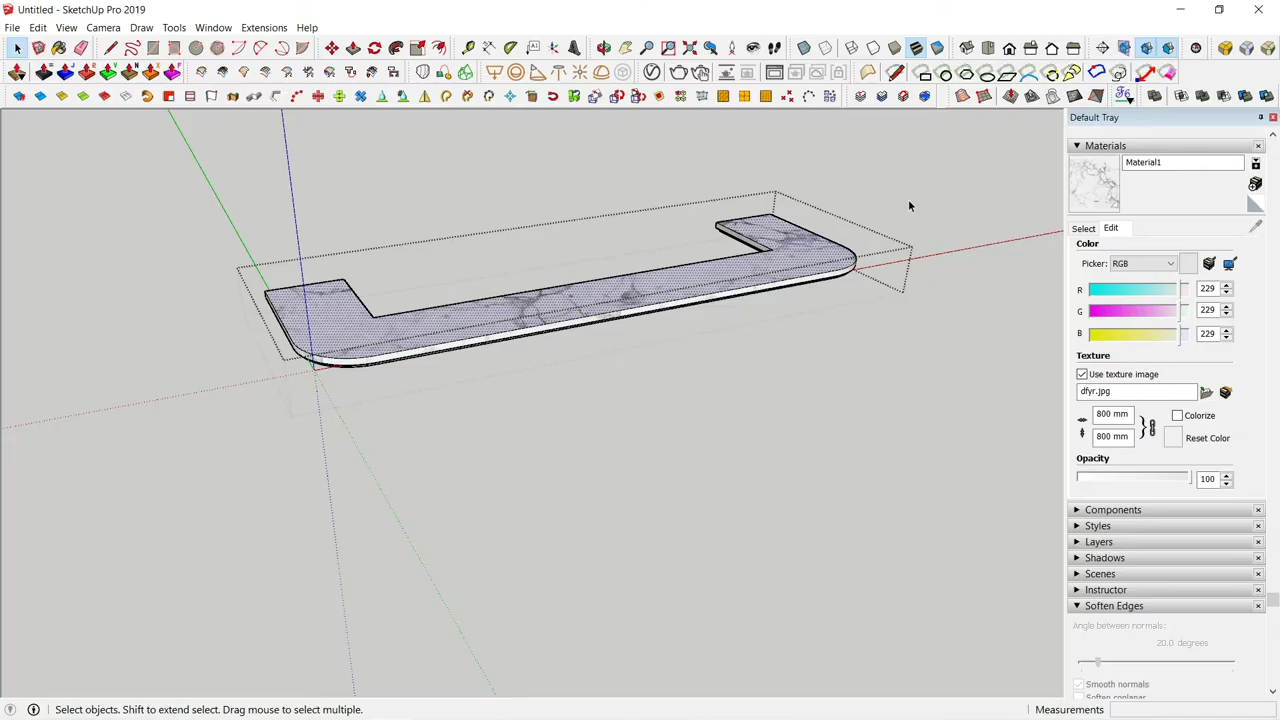 Untitled - SketchUp Pro 2019
File Edit View Camera Draw Tools Window Extensions Help
Default Tray
Materials
Material1
Select Edit
Color
Picker: RGB
R 229
G 229
B 229
Texture
Use texture image
dfyr.jpg
800 mm Colorize
800 mm Reset Color
Opacity
100
Components
Styles
Layers
Shadows
Scenes
Instructor
Soften Edges
Angle between normals:
20.0 degrees
Smooth normals
Soften coplanar
Select objects. Shift to extend select. Drag mouse to select multiple.
Measurements